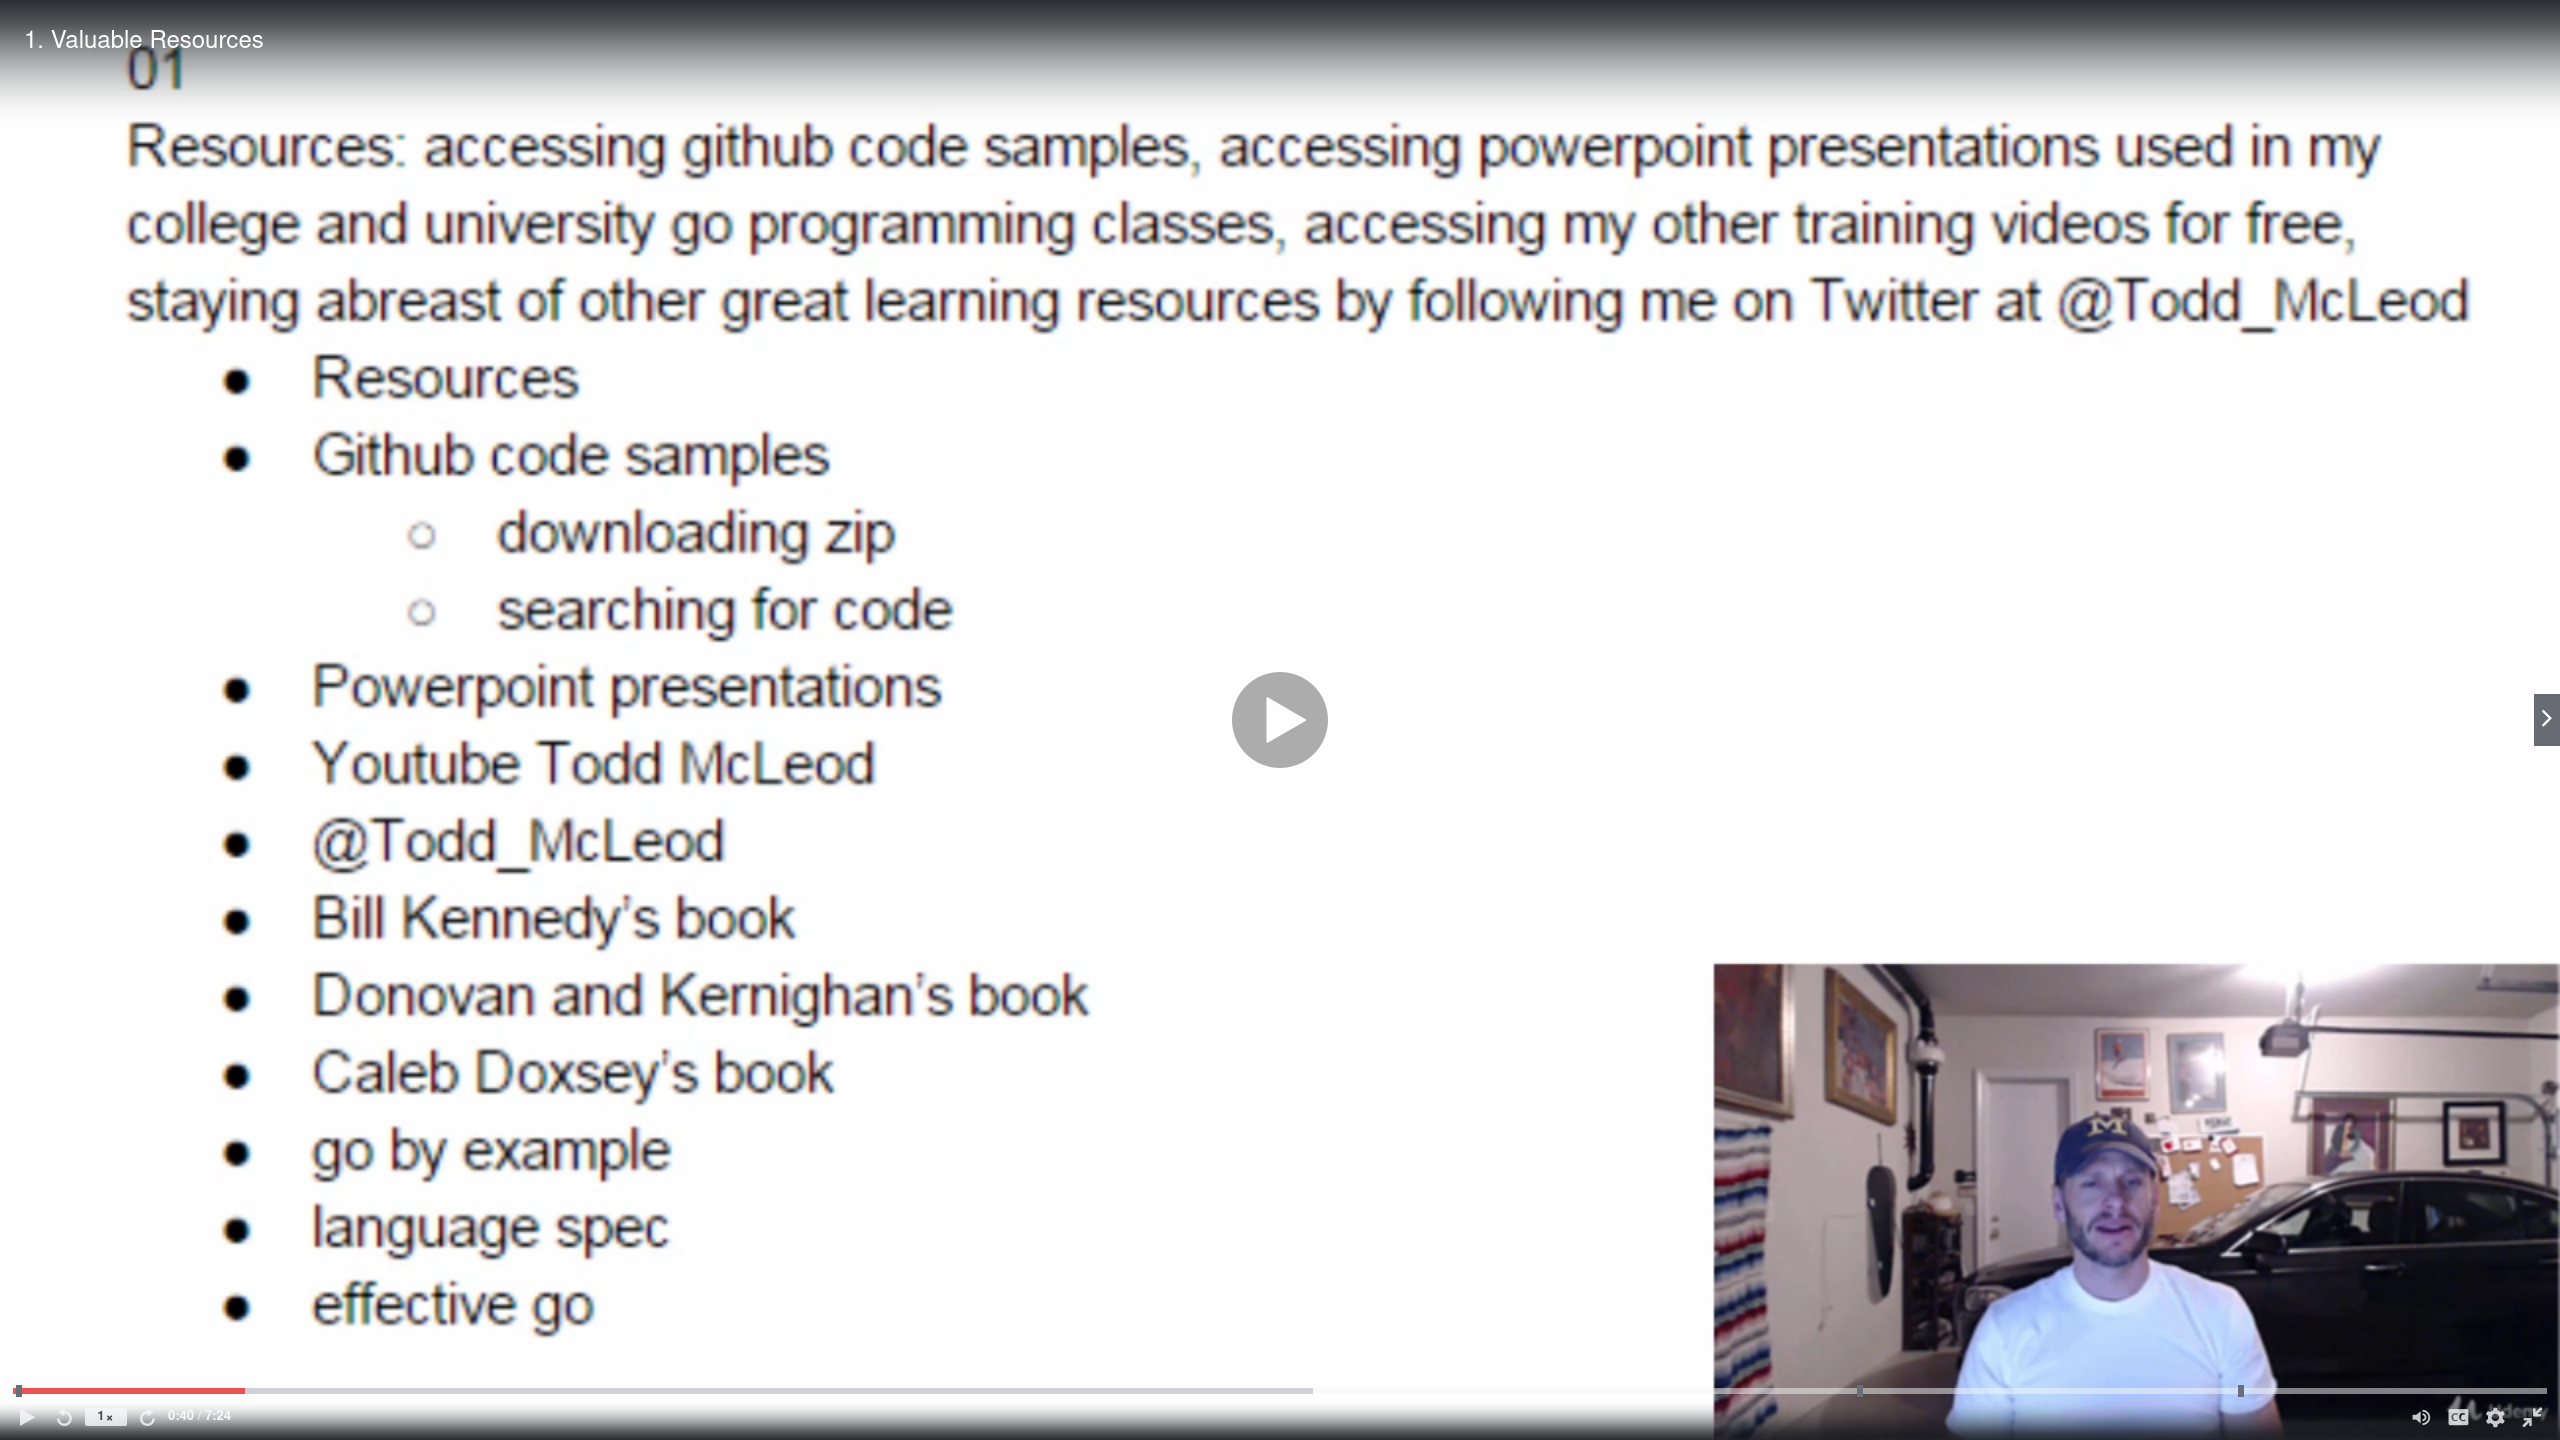 1. Valuable Resources
01
Resources: accessing github code samples, accessing powerpoint presentations used in my
college and university go programming classes, accessing my other training videos for free,
staying abreast of other great learning resources by following me on Twitter at @Todd_McLeod
● Resources
● Github code samples
○ downloading zip
○ searching for code
● Powerpoint presentations
● Youtube Todd McLeod
● @Todd_McLeod
● Bill Kennedy's book
● Donovan and Kernighan's book
● Caleb Doxsey's book
● go by example
● language spec
● effective go
M
1x
0:40 / 7:24
CC
Udemy